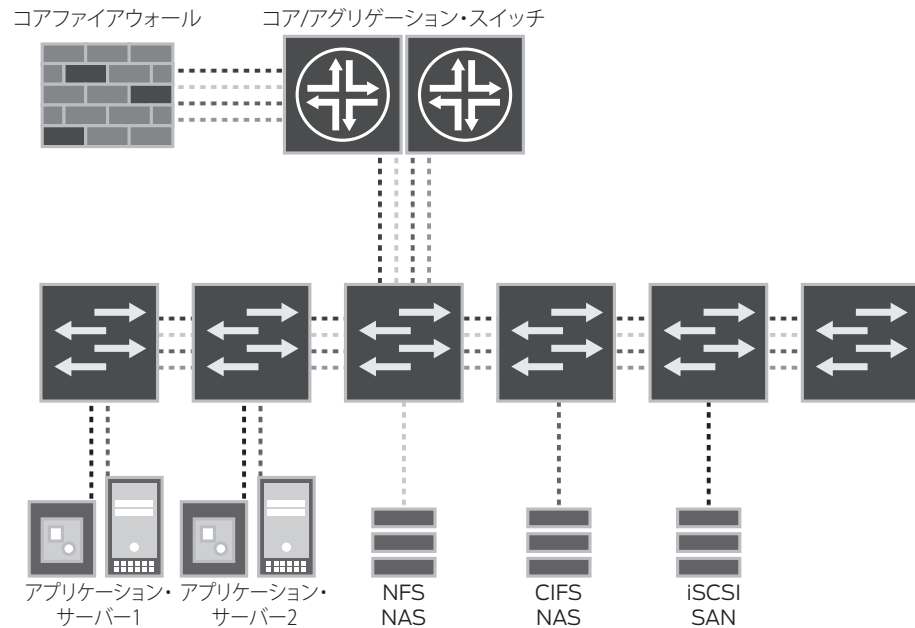 コアファイアウォール
コア/アグリゲーション・スイッチ
アプリケーション・
サーバー1
アプリケーション・
サーバー2
NFS
NAS
CIFS
NAS
iSCSI
SAN